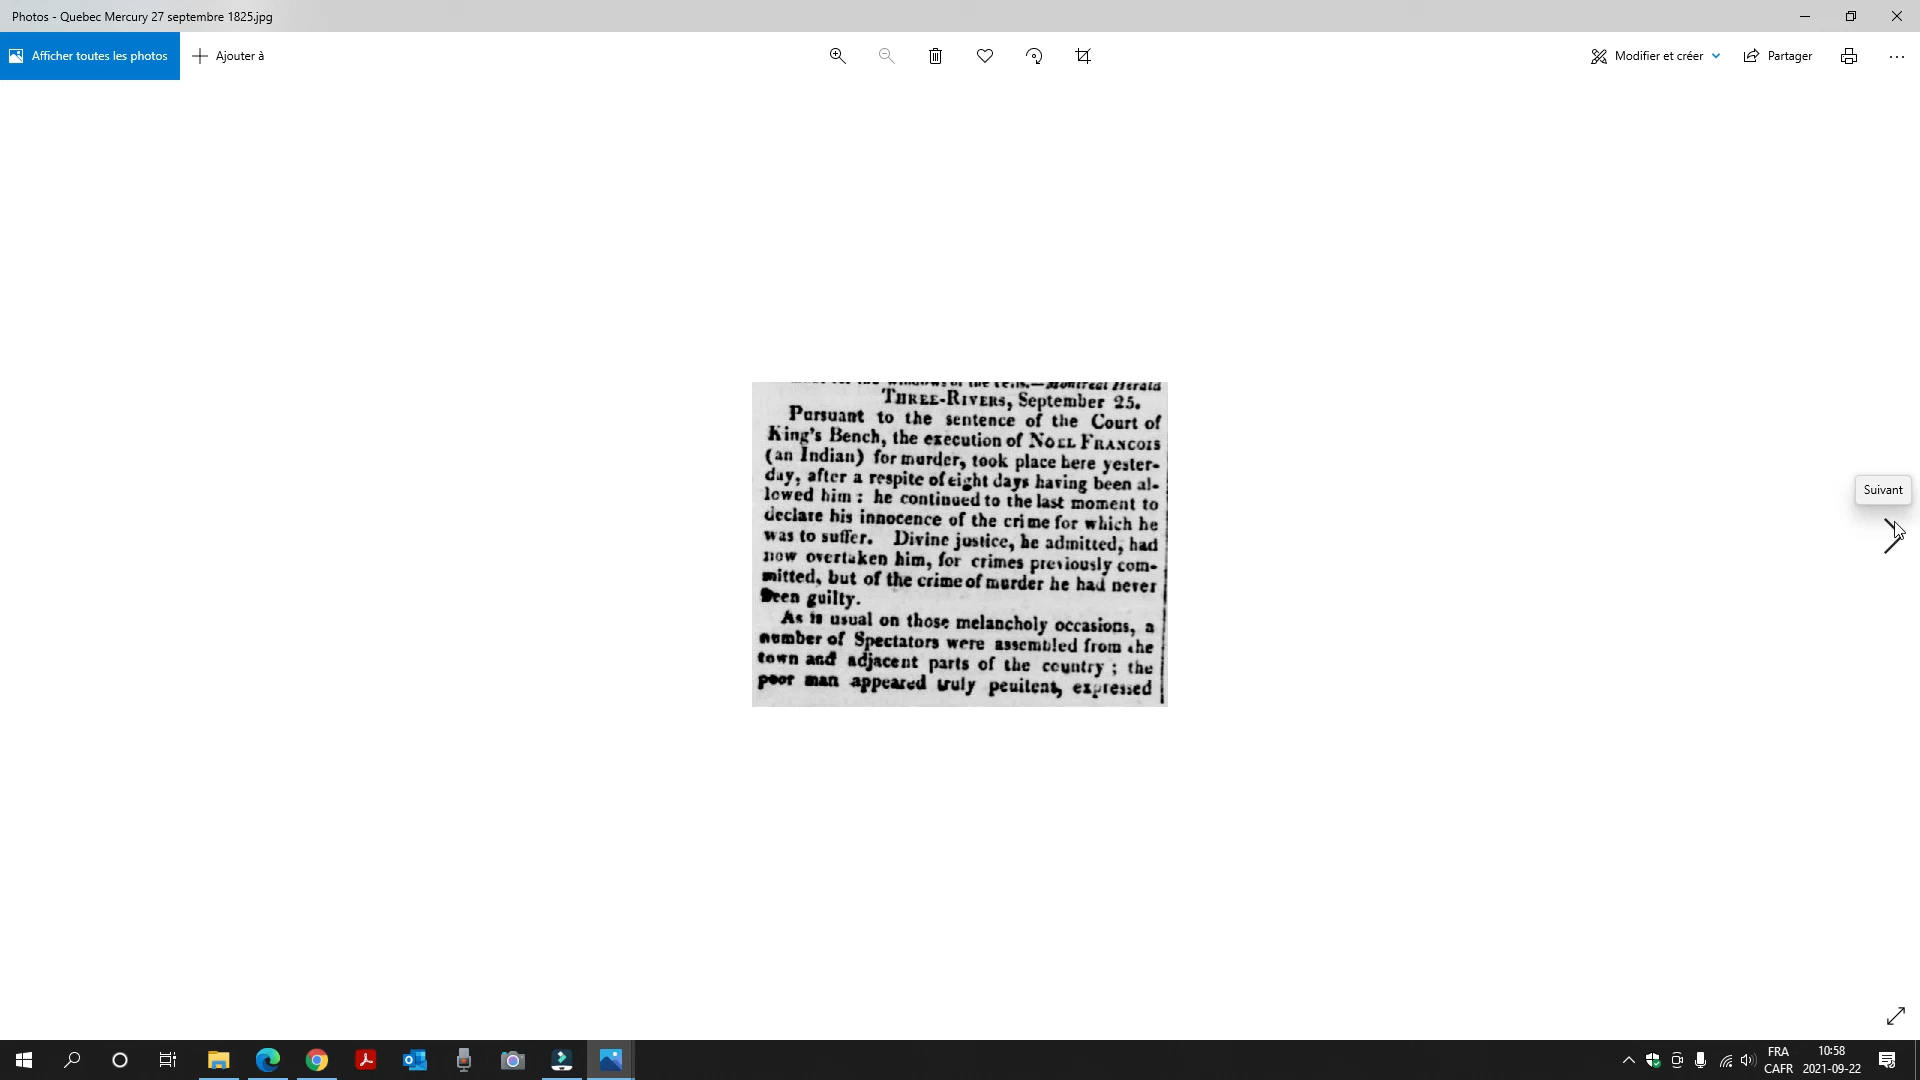 Photos - Quebec Mercury 27 septembre 1825.jpg
Afficher toutes les photos
Ajouter à
Modifier et créer
Partager
windows of the cells.—Montreal Herald
THREE-RIVERS, September 25.
Pursuant to the sentence of the Court of
King's Bench, the execution of NOEL FRANCOIS
(an Indian) for murder, took place here yester-
day, after a respite of eight days having been al-
lowed him : he continued to the last moment to
declare his innocence of the crime for which he
was to suffer. Divine justice, he admitted, had
now overtaken him, for crimes previously com-
mitted, but of the crime of murder he had never
been guilty.
As is usual on those melancholy occasions, a
number of Spectators were assembled from the
town and adjacent parts of the country ; the
poor man appeared truly penitent, expressed
Suivant
FRA
CAFR
10:58
2021-09-22